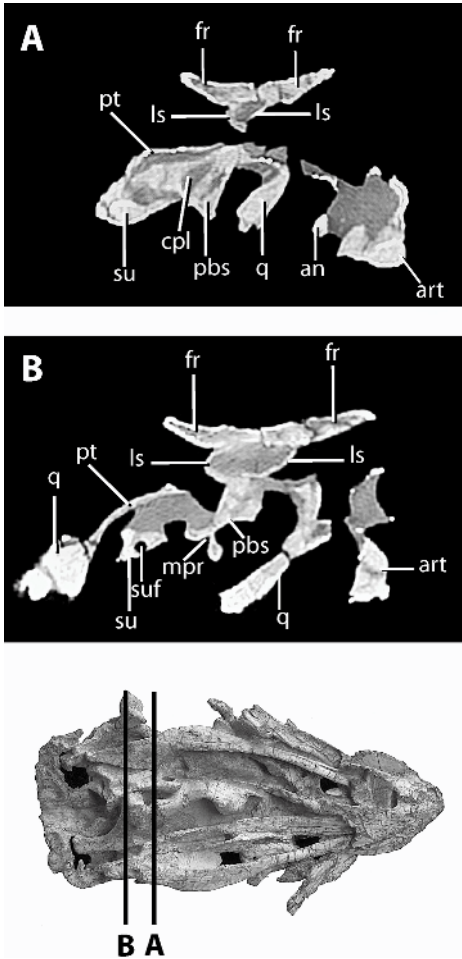 A
fr fr
ls ls
pt
su cpl pbs q an art
B
fr
fr
ls ls
pt
q
pbs
mpr art
suf
su q
B A